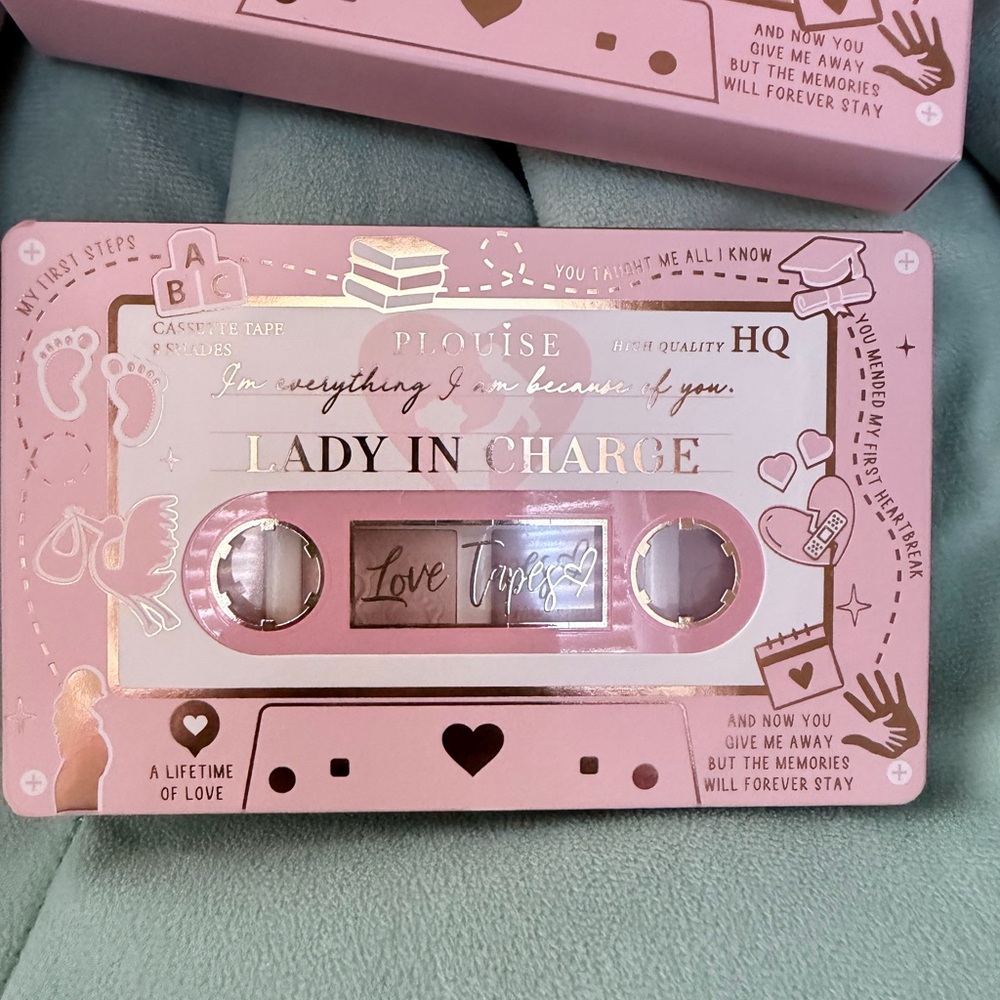 AND NOW YOU
GIVE ME AWAY
BUT THE MEMORIES
WILL FOREVER STAY
MY FIRST STEPS
A
B C
YOU TAUGHT ME ALL I KNOW
CASSETTE TAPE
8 SHADES
PLOUISE
HIGH QUALITY HQ
I'm everything I am because of you.
LADY IN CHARGE
YOU MENDED MY FIRST HEARTBREAK
Love Tapes
A LIFETIME
OF LOVE
AND NOW YOU
GIVE ME AWAY
BUT THE MEMORIES
WILL FOREVER STAY